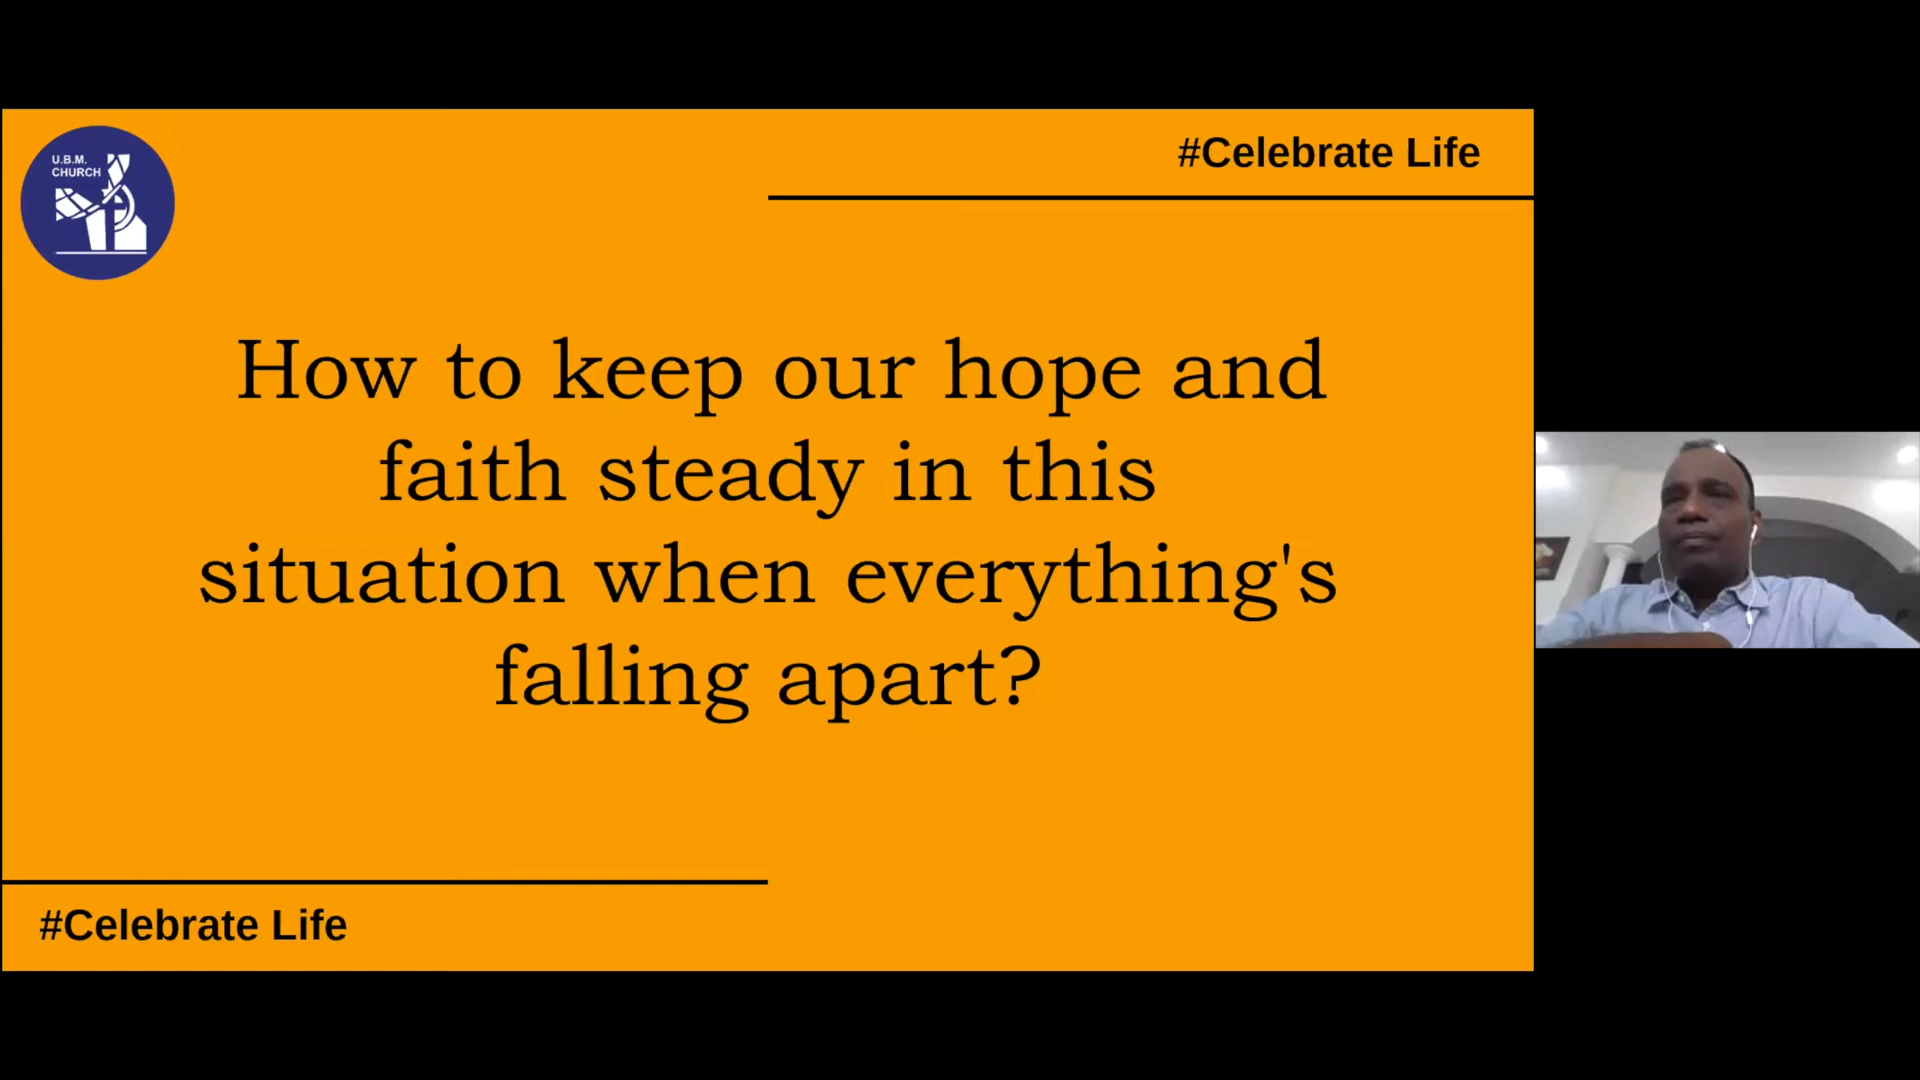 U.B.M.
CHURCH
#Celebrate Life
How to keep our hope and
faith steady in this
situation when everything's
falling apart?
#Celebrate Life